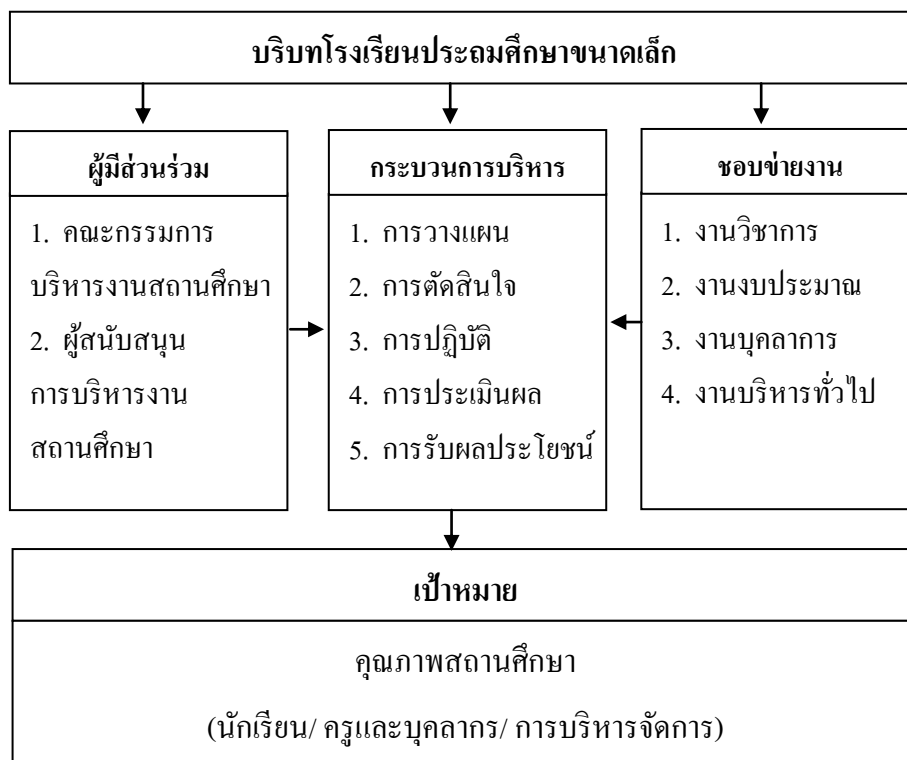 บริบทโรงเรียนประถมศึกษาขนาดเล็ก
ผู้มีส่วนร่วม
1. คณะกรรมการ
บริหารงานสถานศึกษา
2. ผู้สนับสนุน
การบริหารงาน
สถานศึกษา
กระบวนการบริหาร
1. การวางแผน
2. การตัดสินใจ
3. การปฏิบัติ
4. การประเมินผล
5. การรับผลประโยชน์
ชอบข่ายงาน
1. งานวิชาการ
2. งานงบประมาณ
3. งานบุคลาการ
4. งานบริหารทั่วไป
เป้าหมาย
คุณภาพสถานศึกษา
(นักเรียน/ ครูและบุคลากร/ การบริหารจัดการ)